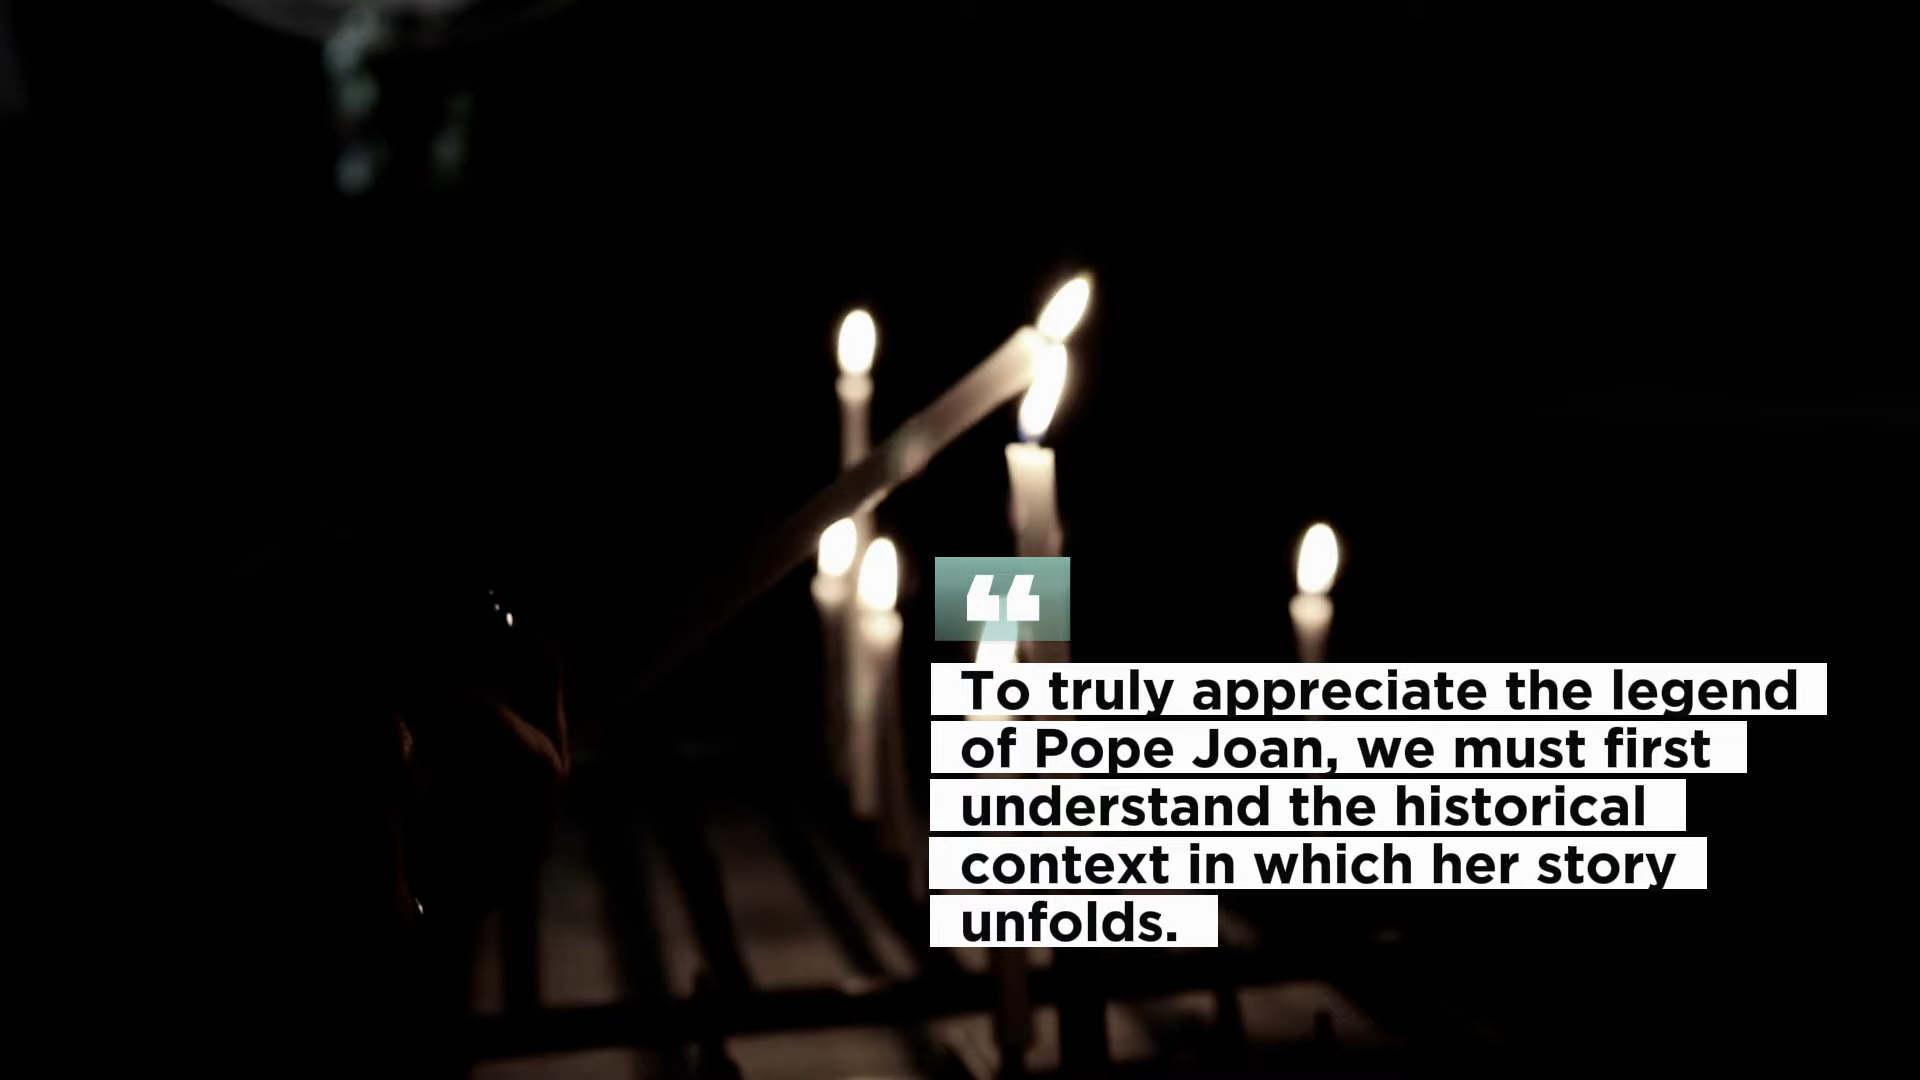 ❝
To truly appreciate the legend
of Pope Joan, we must first
understand the historical
context in which her story
unfolds.